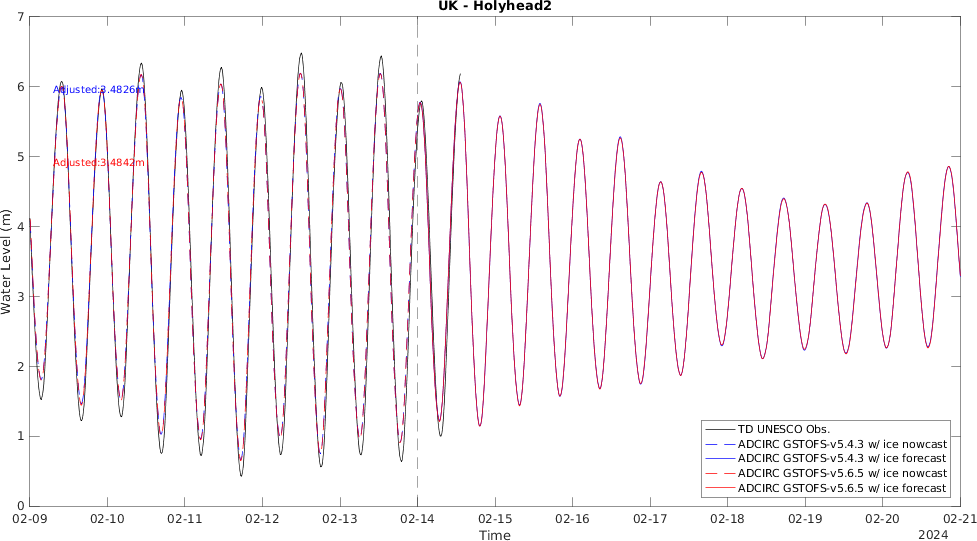 UK - Holyhead2
7
6
5
4
3
2
1
0
Water Level (m)
Adjusted:3.4826m
Adjusted:3.4842m
TD UNESCO Obs.
ADCIRC GSTOFS-v5.4.3 w/ ice nowcast
ADCIRC GSTOFS-v5.4.3 w/ ice forecast
ADCIRC GSTOFS-v5.6.5 w/ ice nowcast
ADCIRC GSTOFS-v5.6.5 w/ ice forecast
02-09 02-10 02-11 02-12 02-13 02-14 02-15 02-16 02-17 02-18 02-19 02-20 02-21
Time
2024